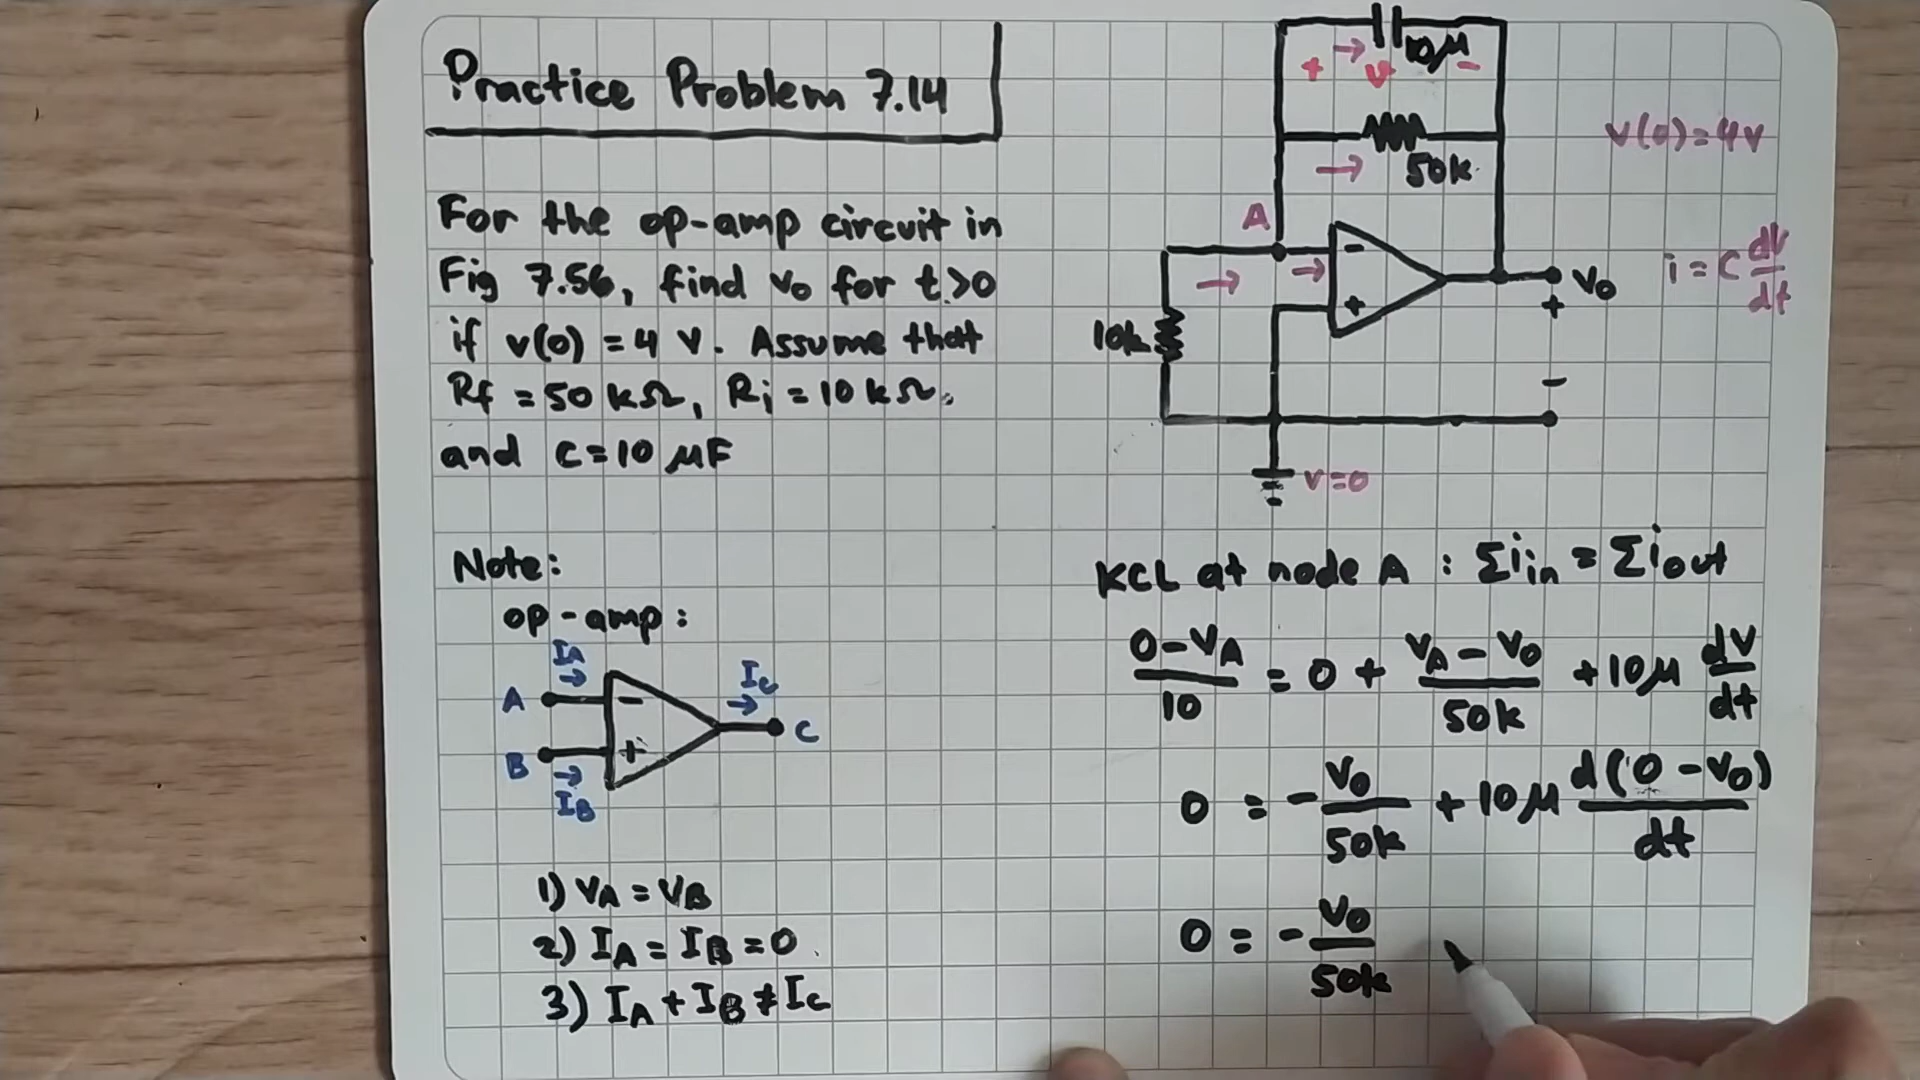 Practice Problem 7.14
For the op-amp circuit in
Fig 7.56, find vo for t>0
if v(0) = 4 V. Assume that
Rf = 50 kΩ, Ri = 10 kΩ.
and C = 10 μF
Note:
op-amp:
IA
A
-
Ic
C
B
+
IB
1) VA = VB
2) IA = IB = 0.
3) IA + IB ≠ Ic
10μ
+ → v -
50k
→
v(0) = 4V
A
→ → -
+
10k
Vo
+
-
i = C dv/dt
V=0
KCL at node A : Σiin = Σiout
0-VA/10 = 0 + VA-Vo/50k + 10μ dV/dt
0 = - Vo/50k + 10μ d(0-Vo)/dt
0 = - Vo/50k